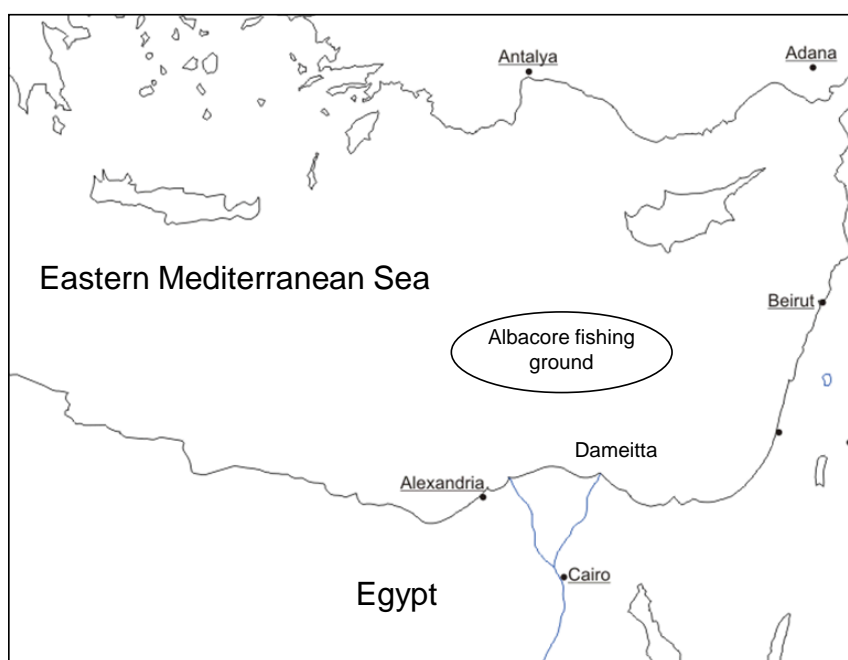 Antalya
Adana
Eastern Mediterranean Sea
Beirut
Albacore fishing
ground
Dameitta
Alexandria
Cairo
Egypt